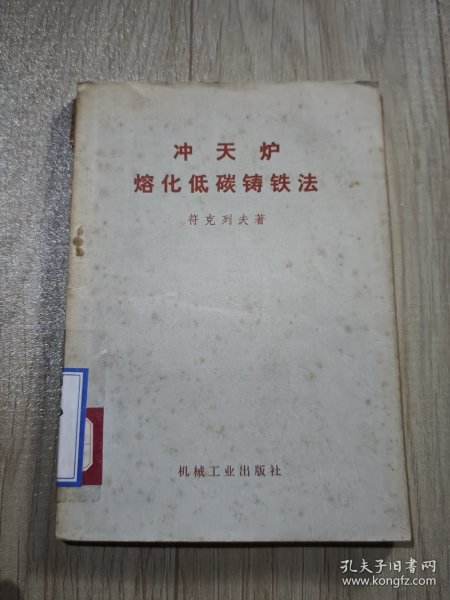 冲天炉
熔化低碳铸铁法
符克列夫著
机械工业出版社
孔夫子旧书网
www.kongfz.com